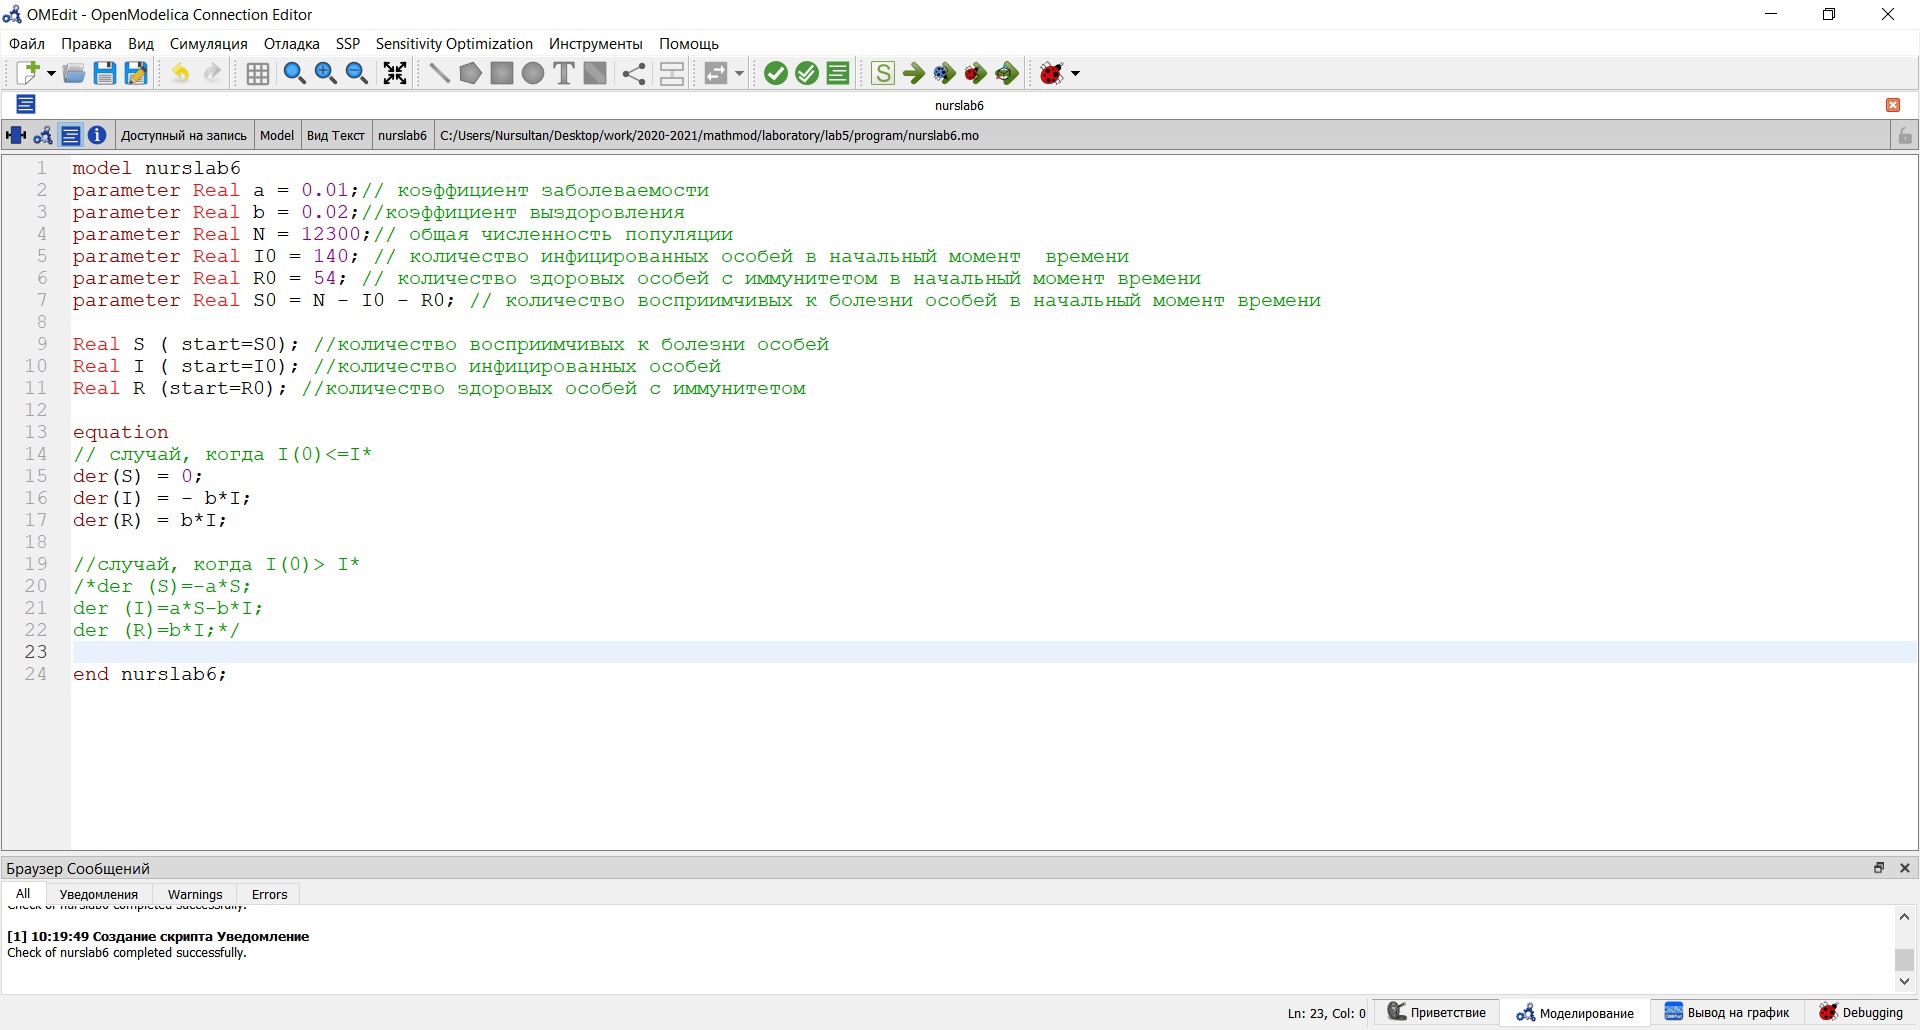 OMEdit - OpenModelica Connection Editor
Файл Правка Вид Симуляция Отладка SSP Sensitivity Optimization Инструменты Помощь
nurslab6
Доступный на запись Model Вид Текст nurslab6 C:/Users/Nursultan/Desktop/work/2020-2021/mathmod/laboratory/lab5/program/nurslab6.mo
1 model nurslab6
2 parameter Real a = 0.01;// коэффициент заболеваемости
3 parameter Real b = 0.02;//коэффициент выздоровления
4 parameter Real N = 12300;// общая численность популяции
5 parameter Real I0 = 140; // количество инфицированных особей в начальный момент  времени
6 parameter Real R0 = 54; // количество здоровых особей с иммунитетом в начальный момент времени
7 parameter Real S0 = N - I0 - R0; // количество восприимчивых к болезни особей в начальный момент времени
8
9 Real S ( start=S0); //количество восприимчивых к болезни особей
10 Real I ( start=I0); //количество инфицированных особей
11 Real R (start=R0); //количество здоровых особей с иммунитетом
12
13 equation
14 // случай, когда I(0)<=I*
15 der(S) = 0;
16 der(I) = - b*I;
17 der(R) = b*I;
18
19 //случай, когда I(0)> I*
20 /*der (S)=-a*S;
21 der (I)=a*S-b*I;
22 der (R)=b*I;*/
23
24 end nurslab6;
Браузер Сообщений
All Уведомления Warnings Errors
Check of nurslab6 completed successfully.
[1] 10:19:49 Создание скрипта Уведомление
Check of nurslab6 completed successfully.
Ln: 23, Col: 0 Приветствие Моделирование Вывод на график Debugging